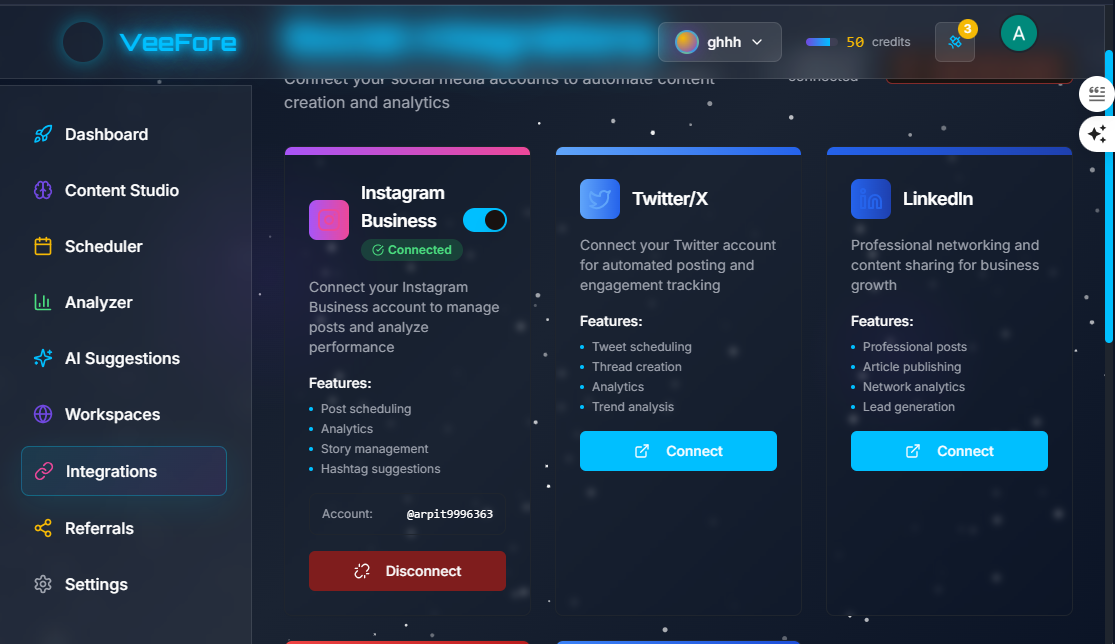 VeeFore
ghhh
50 credits
3
A
Connect your social media accounts to automate content
creation and analytics
connected
Dashboard
Content Studio
Scheduler
Analyzer
AI Suggestions
Workspaces
Integrations
Referrals
Settings
Instagram
Business
Connected
Connect your Instagram
Business account to manage
posts and analyze
performance
Features:
Post scheduling
Analytics
Story management
Hashtag suggestions
Account: @arpit9996363
Disconnect
Twitter/X
Connect your Twitter account
for automated posting and
engagement tracking
Features:
Tweet scheduling
Thread creation
Analytics
Trend analysis
Connect
in
LinkedIn
Professional networking and
content sharing for business
growth
Features:
Professional posts
Article publishing
Network analytics
Lead generation
Connect